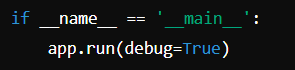 if __name__ == '__main__':
    app.run(debug=True)